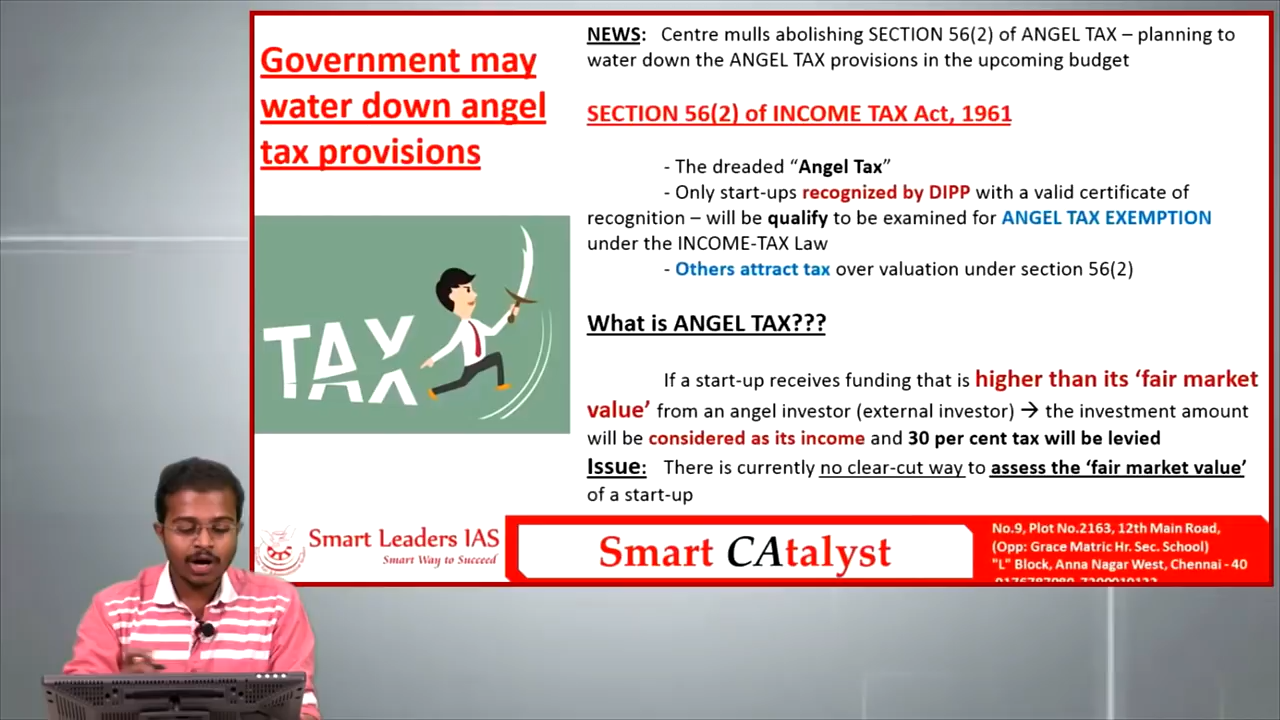 Government may
water down angel
tax provisions
TAX
NEWS: Centre mulls abolishing SECTION 56(2) of ANGEL TAX – planning to
water down the ANGEL TAX provisions in the upcoming budget
SECTION 56(2) of INCOME TAX Act, 1961
- The dreaded “Angel Tax”
- Only start-ups recognized by DIPP with a valid certificate of
recognition – will be qualify to be examined for ANGEL TAX EXEMPTION
under the INCOME-TAX Law
- Others attract tax over valuation under section 56(2)
What is ANGEL TAX???
If a start-up receives funding that is higher than its ‘fair market
value’ from an angel investor (external investor) → the investment amount
will be considered as its income and 30 per cent tax will be levied
Issue: There is currently no clear-cut way to assess the ‘fair market value’
of a start-up
Smart Leaders IAS
Smart Way to Succeed
Smart CAtalyst
No.9, Plot No.2163, 12th Main Road,
(Opp: Grace Matric Hr. Sec. School)
"L" Block, Anna Nagar West, Chennai - 40